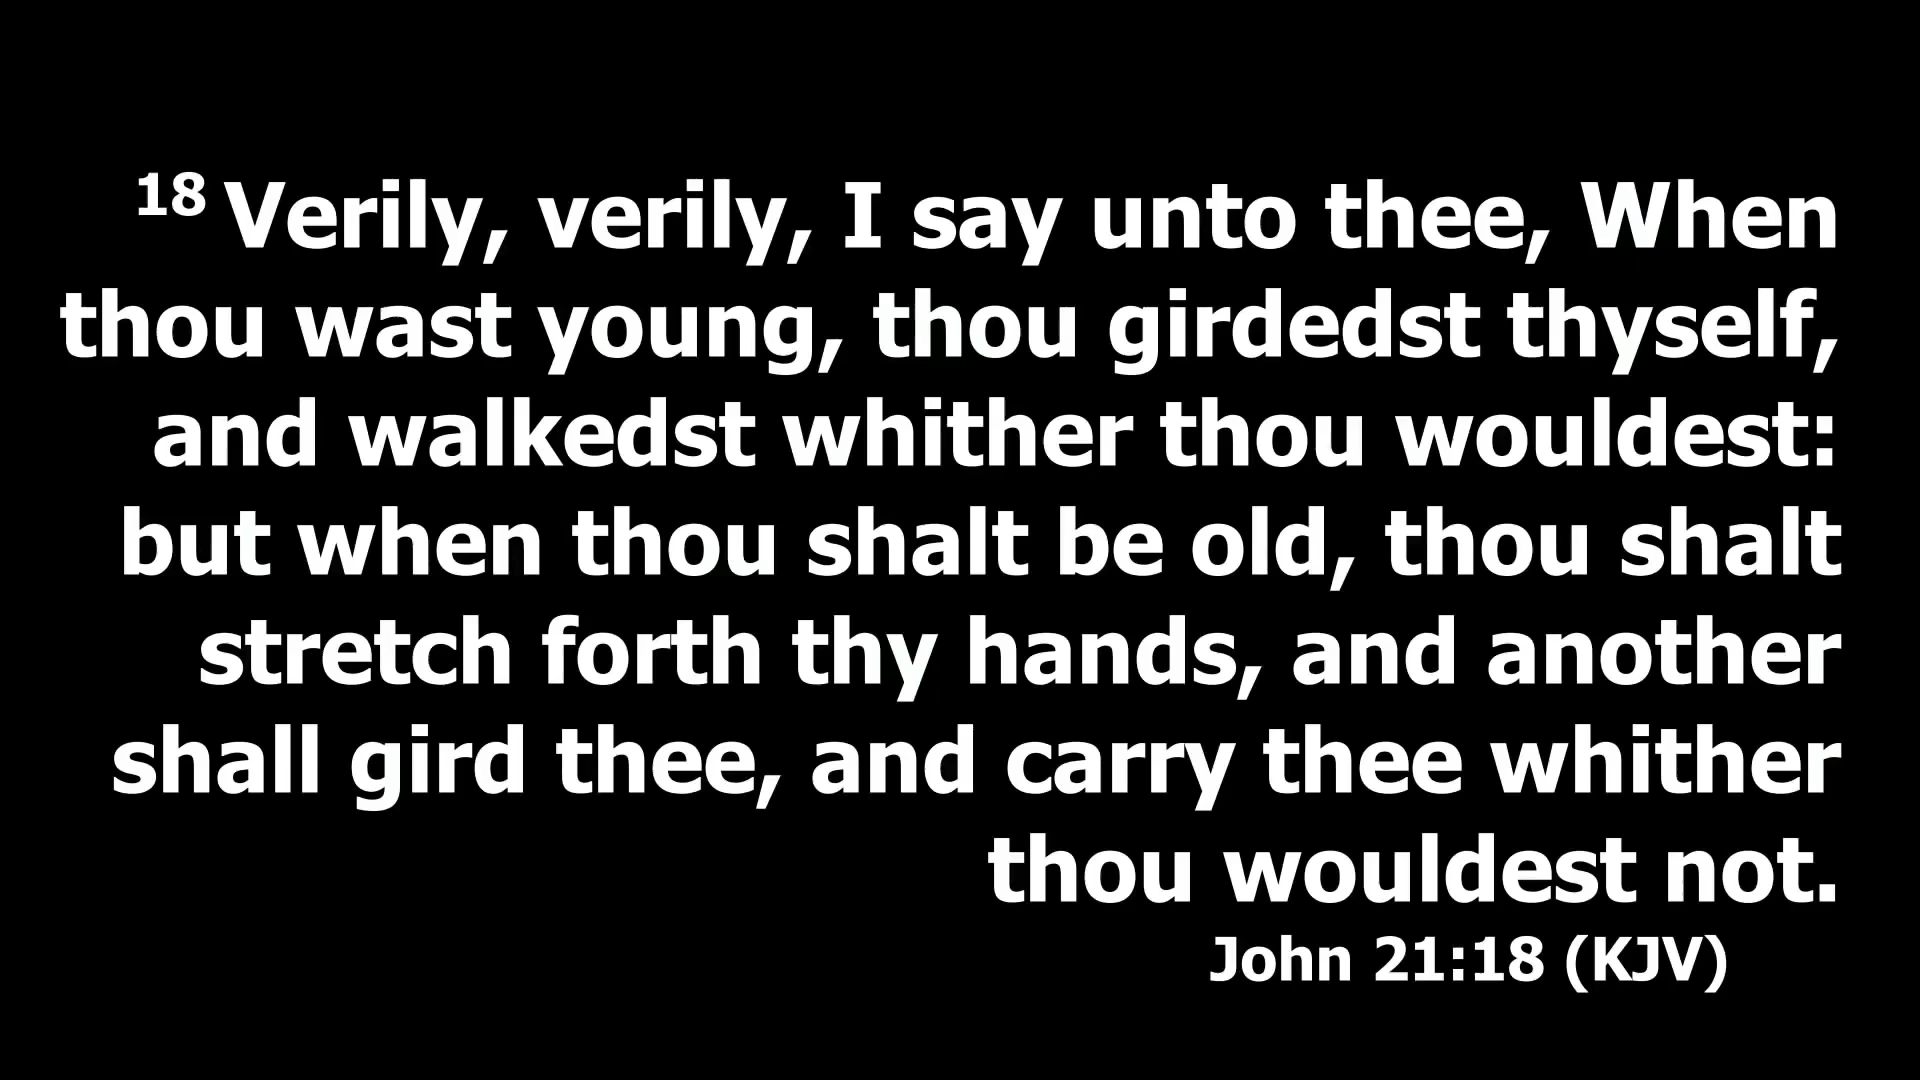 18 Verily, verily, I say unto thee, When
thou wast young, thou girdedst thyself,
and walkedst whither thou wouldest:
but when thou shalt be old, thou shalt
stretch forth thy hands, and another
shall gird thee, and carry thee whither
thou wouldest not.
John 21:18 (KJV)